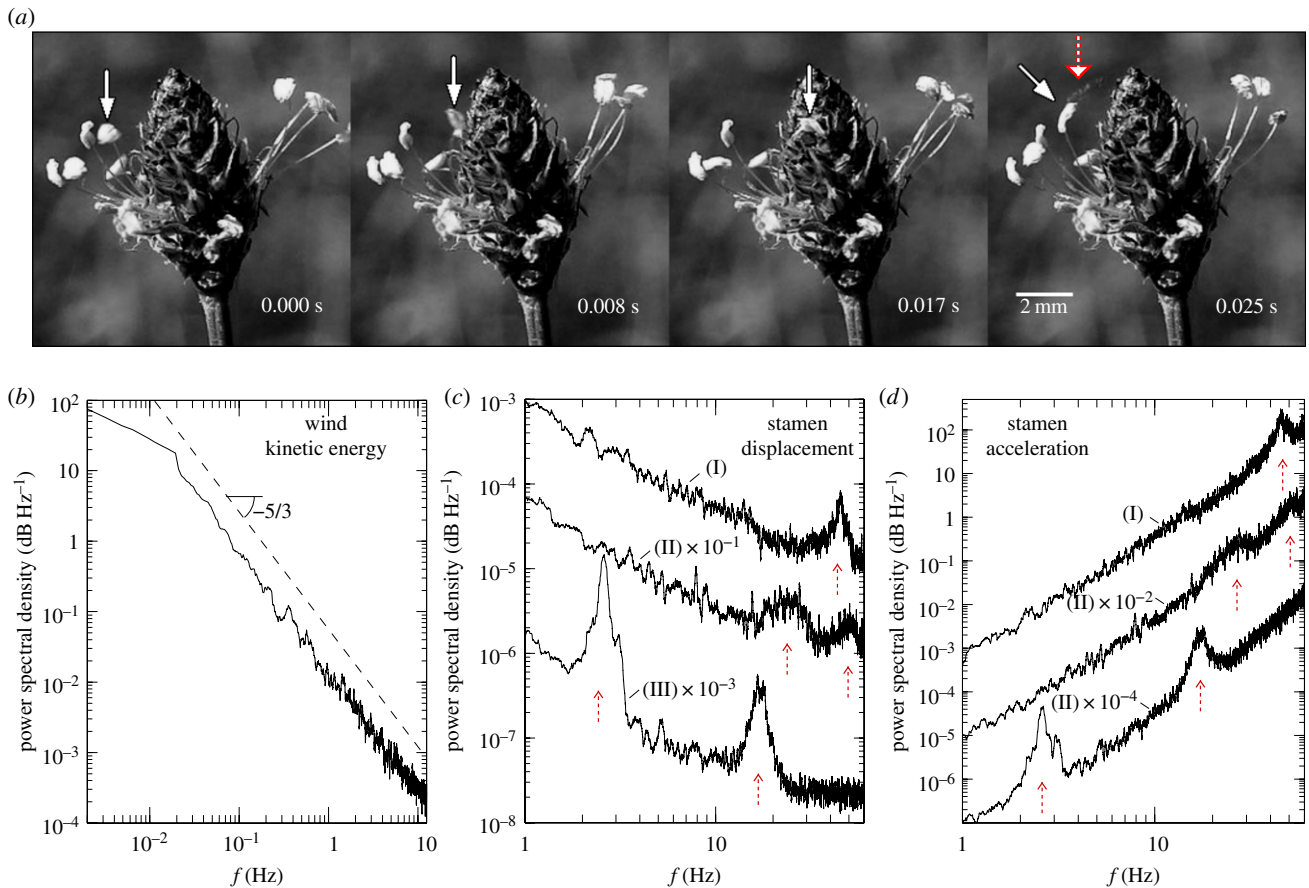 (a)
0.000 s
0.008 s
0.017 s
2 mm
0.025 s
(b)
wind
kinetic energy
−5/3
10²
10
1
10⁻¹
10⁻²
10⁻³
10⁻⁴
power spectral density (dB Hz⁻¹)
10⁻²
10⁻¹
1
10
f (Hz)
(c)
stamen
displacement
(I)
(II) × 10⁻¹
(III) × 10⁻³
10⁻³
10⁻⁴
10⁻⁵
10⁻⁶
10⁻⁷
10⁻⁸
power spectral density (dB Hz⁻¹)
1
10
f (Hz)
(d)
stamen
acceleration
(I)
(II) × 10⁻²
(II) × 10⁻⁴
10²
10
1
10⁻¹
10⁻²
10⁻³
10⁻⁴
10⁻⁵
10⁻⁶
power spectral density (dB Hz⁻¹)
1
10
f (Hz)